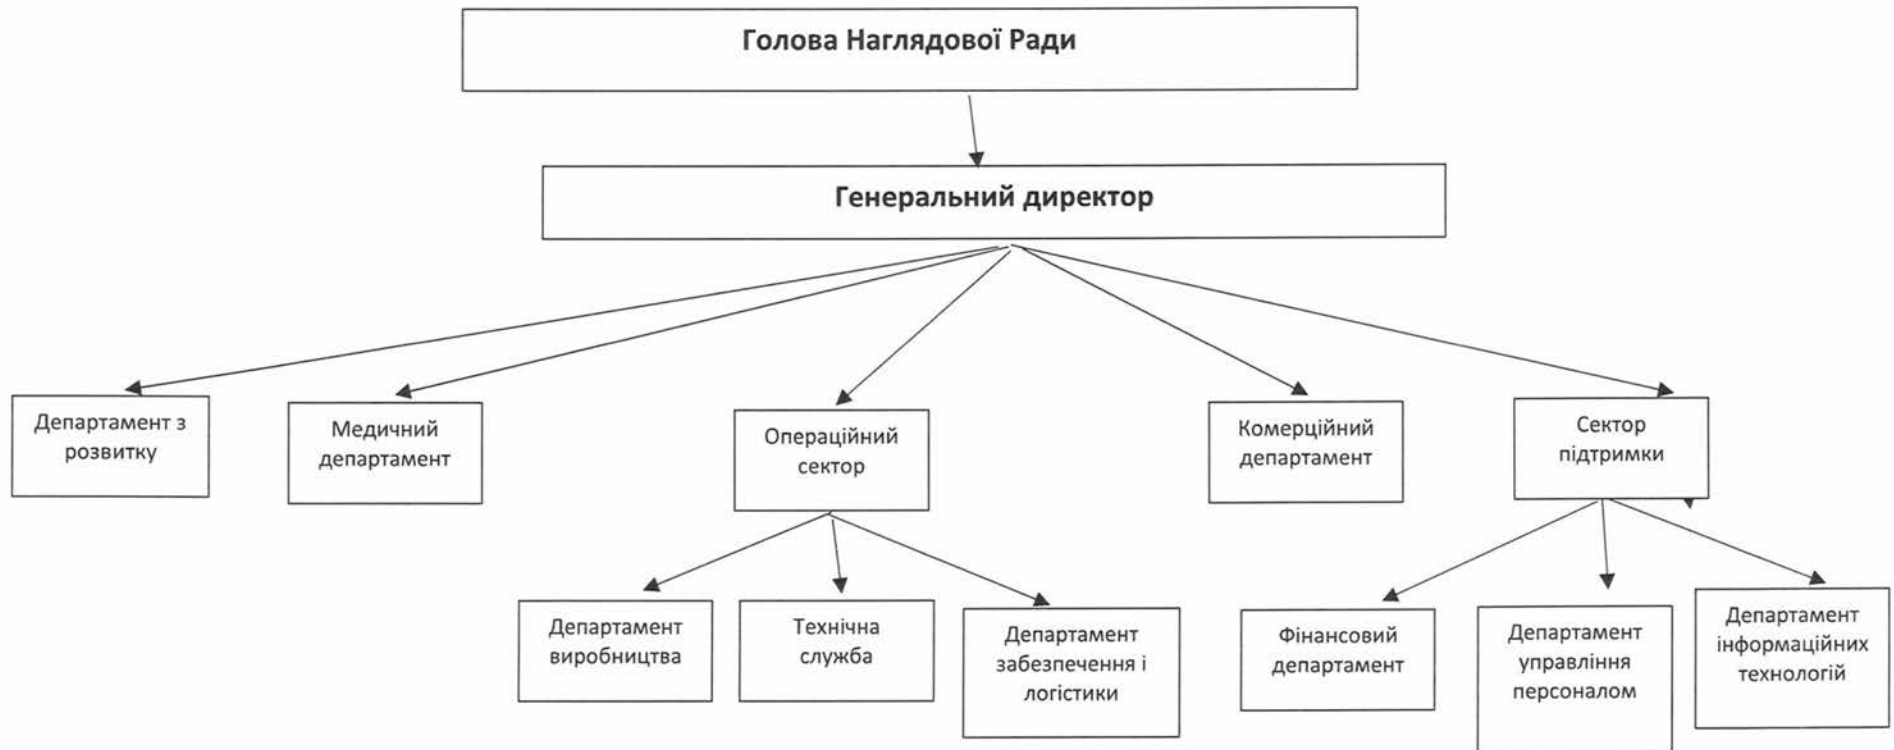 Голова Наглядової Ради
Генеральний директор
Департамент з
розвитку
Медичний
департамент
Операційний
сектор
Комерційний
департамент
Сектор
підтримки
Департамент
виробництва
Технічна
служба
Департамент
забезпечення і
логістики
Фінансовий
департамент
Департамент
управління
персоналом
Департамент
інформаційних
технологій